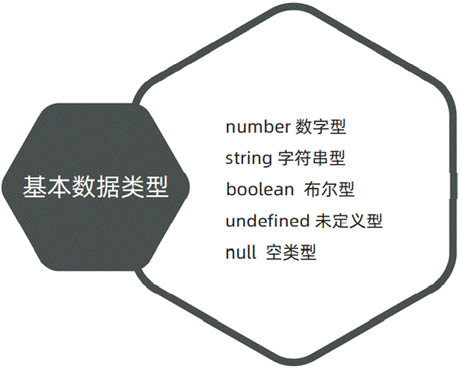 基本数据类型
number 数字型
string 字符串型
boolean 布尔型
undefined 未定义型
null 空类型